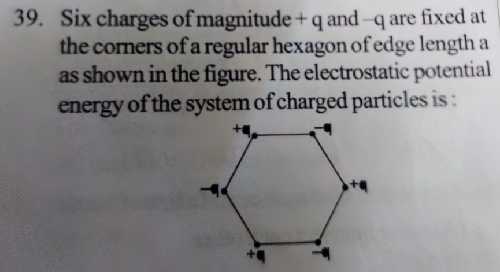 39. Six charges of magnitude + q and –q are fixed at
the corners of a regular hexagon of edge length a
as shown in the figure. The electrostatic potential
energy of the system of charged particles is :
+q -q
-q +q
+q -q